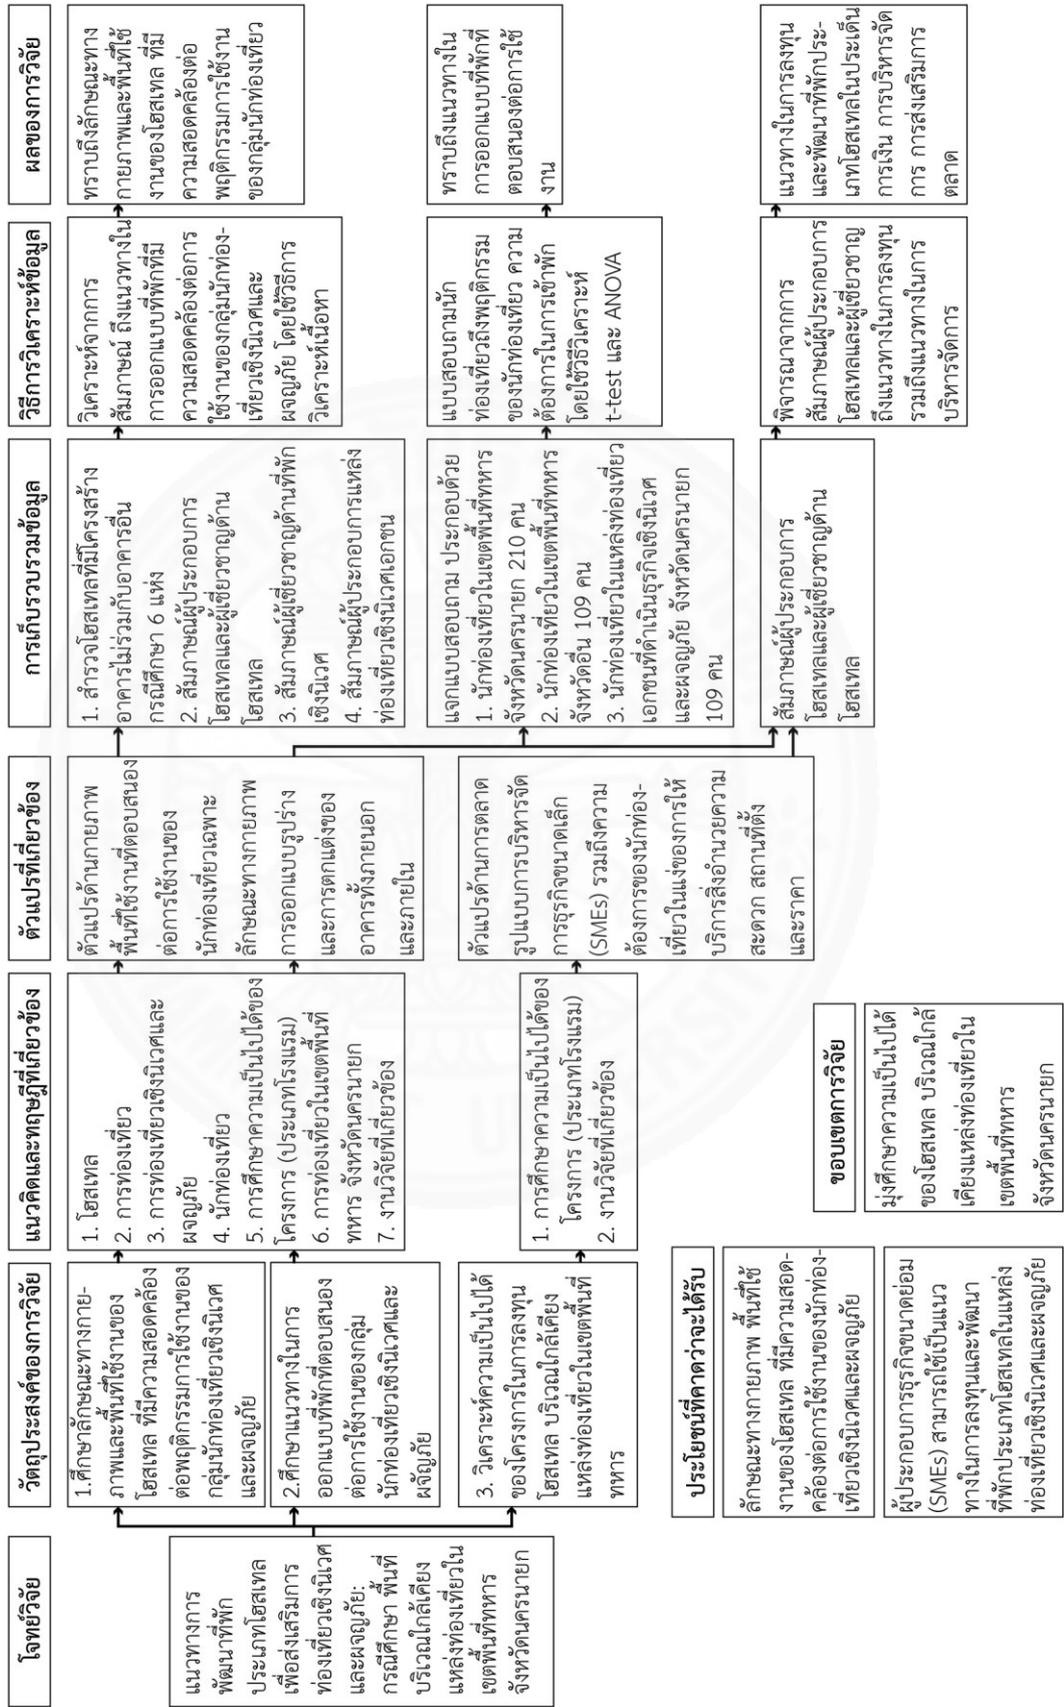 โจทย์วิจัย
แนวทางการ
พัฒนาที่พัก
ประเภทโฮสเทล
เพื่อส่งเสริมการ
ท่องเที่ยวเชิงนิเวศ
และผจญภัย:
กรณีศึกษา พื้นที่
บริเวณใกล้เคียง
แหล่งท่องเที่ยวใน
เขตพื้นที่ทหาร
จังหวัดนครนายก
วัตถุประสงค์ของการวิจัย
1.ศึกษาลักษณะทางกาย-
ภาพและพื้นที่ใช้งานของ
โฮสเทล ที่มีความสอดคล้อง
ต่อพฤติกรรมการใช้งานของ
กลุ่มนักท่องเที่ยวเชิงนิเวศ
และผจญภัย
2.ศึกษาแนวทางในการ
ออกแบบที่พักที่ตอบสนอง
ต่อการใช้งานของกลุ่ม
นักท่องเที่ยวเชิงนิเวศและ
ผจญภัย
3. วิเคราะห์ความเป็นไปได้
ของโครงการในการลงทุน
โฮสเทล บริเวณใกล้เคียง
แหล่งท่องเที่ยวในเขตพื้นที่
ทหาร
แนวคิดและทฤษฎีที่เกี่ยวข้อง
1. โฮสเทล
2. การท่องเที่ยว
3. การท่องเที่ยวเชิงนิเวศและ
ผจญภัย
4. นักท่องเที่ยว
5. การศึกษาความเป็นไปได้ของ
โครงการ (ประเภทโรงแรม)
6. การท่องเที่ยวในเขตพื้นที่
ทหาร จังหวัดนครนายก
7. งานวิจัยที่เกี่ยวข้อง
1. การศึกษาความเป็นไปได้ของ
โครงการ (ประเภทโรงแรม)
2. งานวิจัยที่เกี่ยวข้อง
ตัวแปรที่เกี่ยวข้อง
ตัวแปรด้านกายภาพ
พื้นที่ใช้งานที่ตอบสนอง
ต่อการใช้งานของ
นักท่องเที่ยวเฉพาะ
ลักษณะทางกายภาพ
การออกแบบรูปร่าง
และการตกแต่งของ
อาคารทั้งภายนอก
และภายใน
ตัวแปรด้านการตลาด
รูปแบบการบริหารจัด
การธุรกิจขนาดเล็ก
(SMEs) รวมถึงความ
ต้องการของนักท่อง-
เที่ยวในแง่ของการให้
บริการสิ่งอำนวยความ
สะดวก สถานที่ตั้ง
และราคา
การเก็บรวบรวมข้อมูล
1. สำรวจโฮสเทลที่มีโครงสร้าง
อาคารไม่ร่วมกับอาคารอื่น
กรณีศึกษา 6 แห่ง
2. สัมภาษณ์ผู้ประกอบการ
โฮสเทลและผู้เชี่ยวชาญด้าน
โฮสเทล
3. สัมภาษณ์ผู้เชี่ยวชาญด้านที่พัก
เชิงนิเวศ
4. สัมภาษณ์ผู้ประกอบการแหล่ง
ท่องเที่ยวเชิงนิเวศเอกชน
แจกแบบสอบถาม ประกอบด้วย
1. นักท่องเที่ยวในเขตพื้นที่ทหาร
จังหวัดนครนายก 210 คน
2. นักท่องเที่ยวในเขตพื้นที่ทหาร
จังหวัดอื่น 109 คน
3. นักท่องเที่ยวในแหล่งท่องเที่ยว
เอกชนที่ดำเนินธุรกิจเชิงนิเวศ
และผจญภัย จังหวัดนครนายก
109 คน
สัมภาษณ์ผู้ประกอบการ
โฮสเทลและผู้เชี่ยวชาญด้าน
โฮสเทล
วิธีการวิเคราะห์ข้อมูล
วิเคราะห์จากการ
สัมภาษณ์ ถึงแนวทางใน
การออกแบบที่พักที่มี
ความสอดคล้องต่อการ
ใช้งานของกลุ่มนักท่อง-
เที่ยวเชิงนิเวศและ
ผจญภัย โดยใช้วิธีการ
วิเคราะห์เนื้อหา
แบบสอบถามนัก
ท่องเที่ยวถึงพฤติกรรม
ของนักท่องเที่ยว ความ
ต้องการในการเข้าพัก
โดยใช้วิธีวิเคราะห์
t-test และ ANOVA
พิจารณาจากการ
สัมภาษณ์ผู้ประกอบการ
โฮสเทลและผู้เชี่ยวชาญ
ถึงแนวทางในการลงทุน
รวมถึงแนวทางในการ
บริหารจัดการ
ผลของการวิจัย
ทราบถึงลักษณะทาง
กายภาพและพื้นที่ใช้
งานของโฮสเทล ที่มี
ความสอดคล้องต่อ
พฤติกรรมการใช้งาน
ของกลุ่มนักท่องเที่ยว
ทราบถึงแนวทางใน
การออกแบบที่พักที่
ตอบสนองต่อการใช้
งาน
แนวทางในการลงทุน
และพัฒนาที่พักประ-
เภทโฮสเทลในประเด็น
การเงิน การบริหารจัด
การ การส่งเสริมการ
ตลาด
ประโยชน์ที่คาดว่าจะได้รับ
ลักษณะทางกายภาพ พื้นที่ใช้
งานของโฮสเทล ที่มีความสอด-
คล้องต่อการใช้งานของนักท่อง-
เที่ยวเชิงนิเวศและผจญภัย
ผู้ประกอบการธุรกิจขนาดย่อม
(SMEs) สามารถใช้เป็นแนว
ทางในการลงทุนและพัฒนา
ที่พักประเภทโฮสเทลในแหล่ง
ท่องเที่ยวเชิงนิเวศและผจญภัย
ขอบเขตการวิจัย
มุ่งศึกษาความเป็นไปได้
ของโฮสเทล บริเวณใกล้
เคียงแหล่งท่องเที่ยวใน
เขตพื้นที่ทหาร
จังหวัดนครนายก